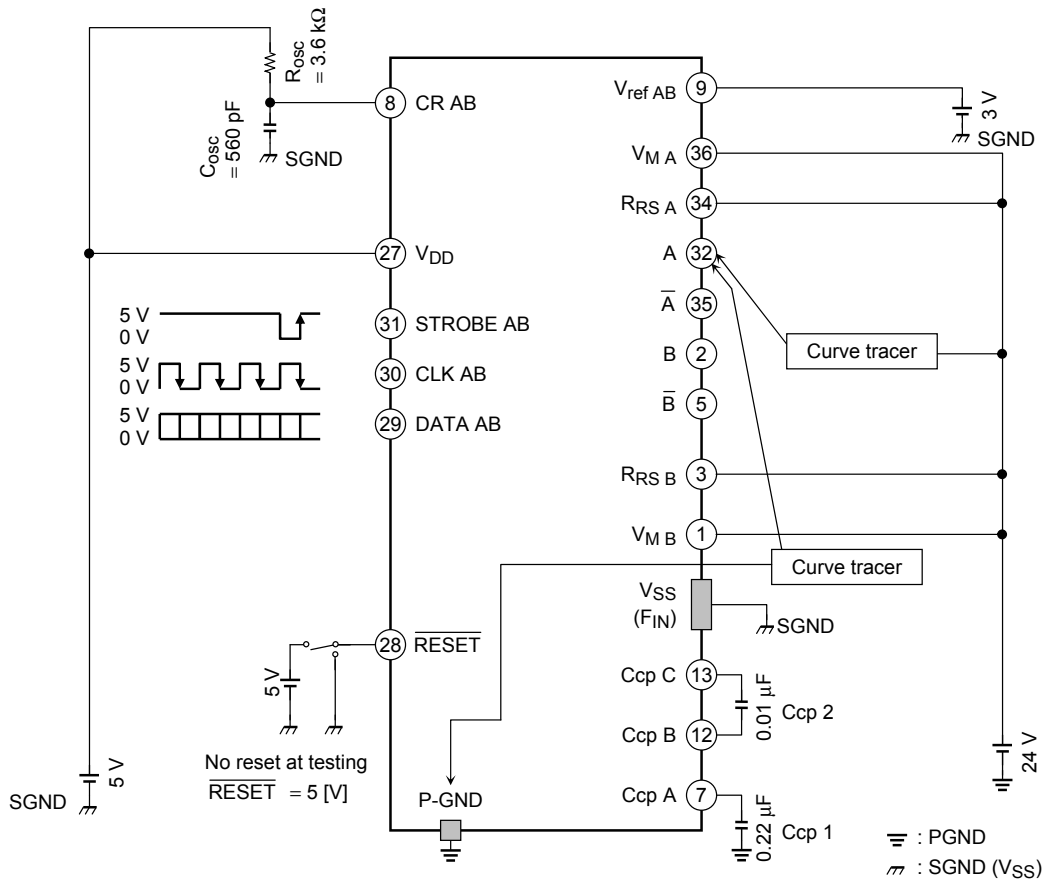 Rosc
= 3.6 kΩ
Cosc
= 560 pF
SGND
8
CR AB
27
VDD
5 V
0 V
31
STROBE AB
5 V
0 V
30
CLK AB
5 V
0 V
29
DATA AB
28
RESET
5 V
No reset at testing
RESET = 5 [V]
5 V
SGND
P-GND
Vref AB
9
3 V
SGND
VM A
36
RRS A
34
A
32
A
35
B
2
Curve tracer
B
5
RRS B
3
VM B
1
Curve tracer
VSS
(FIN)
SGND
Ccp C
13
0.01 μF
Ccp 2
Ccp B
12
24 V
Ccp A
7
0.22 μF
Ccp 1
: PGND
: SGND (VSS)